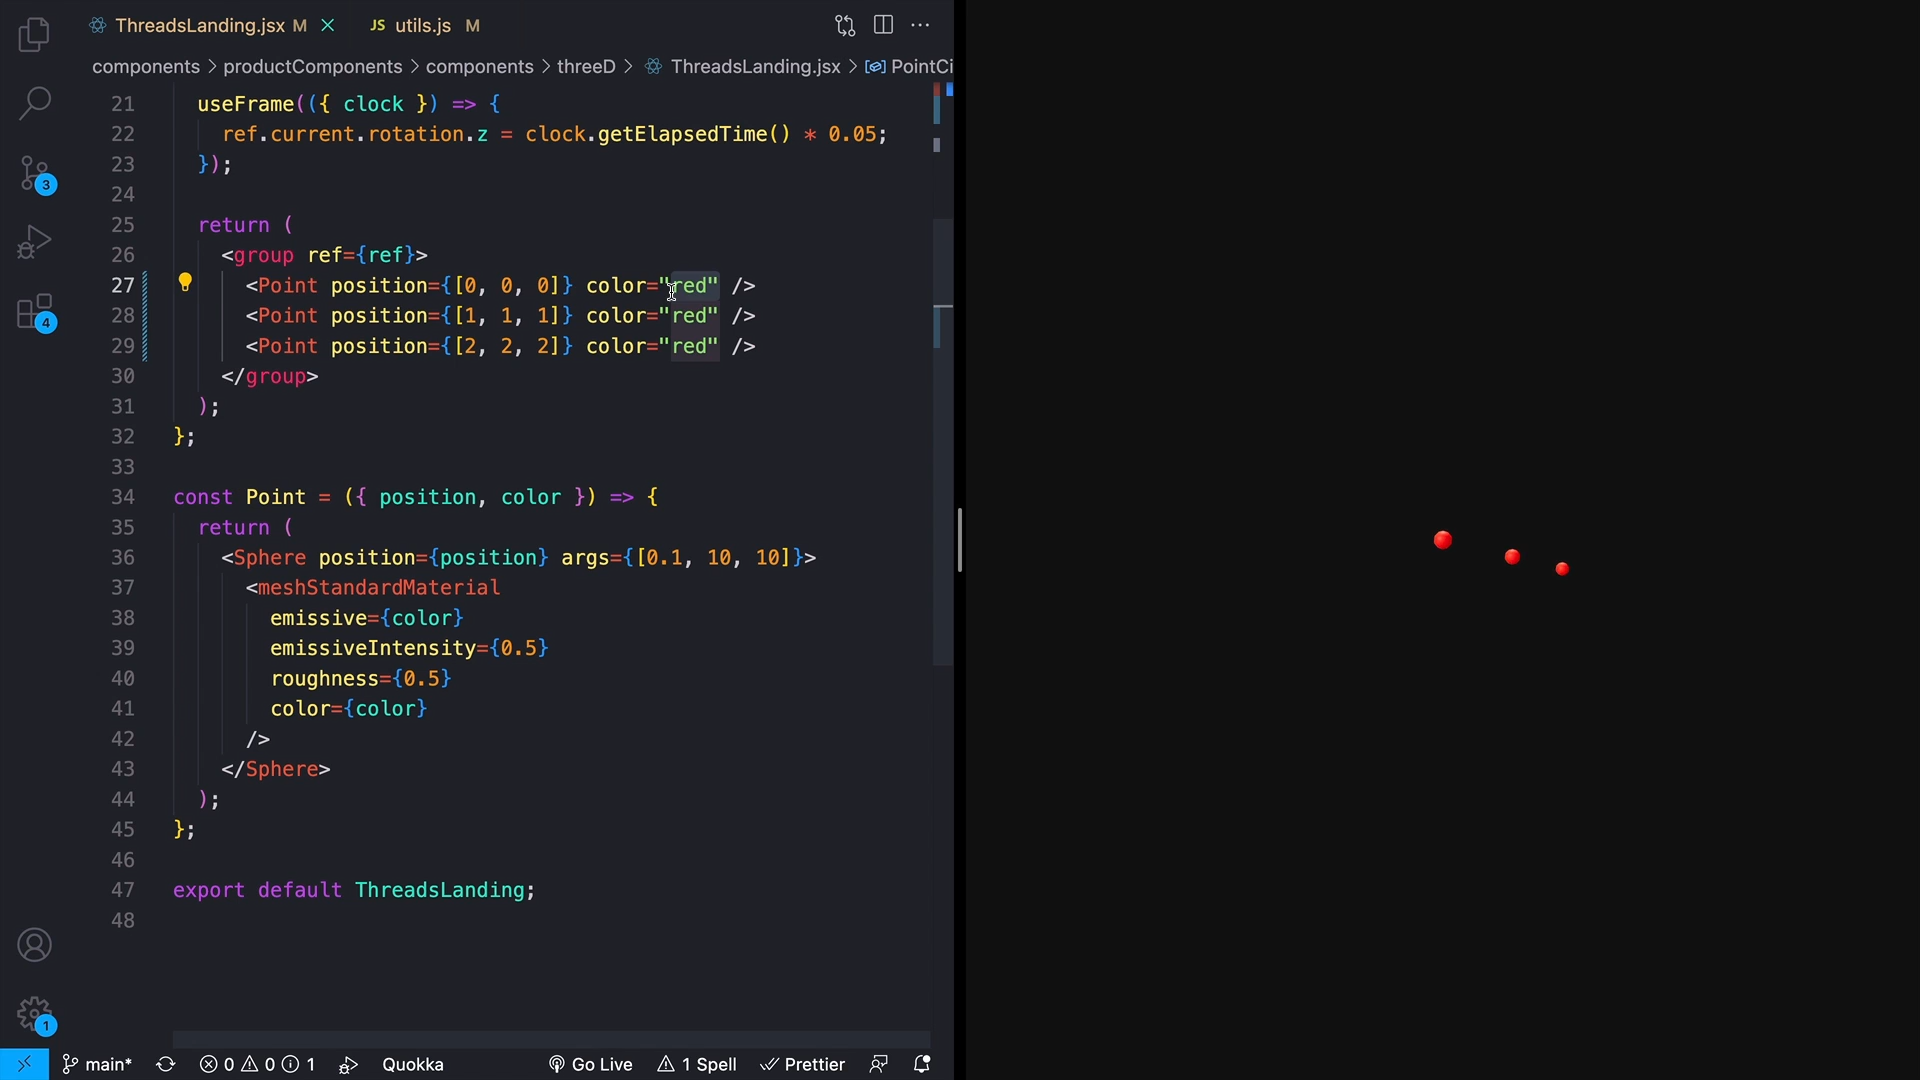 ThreadsLanding.jsx M
JS utils.js M
components > productComponents > components > threeD > ThreadsLanding.jsx > PointCi
21 useFrame(({ clock }) => {
22 ref.current.rotation.z = clock.getElapsedTime() * 0.05;
23 });
24
25 return (
26 <group ref={ref}>
27 <Point position={[0, 0, 0]} color="red" />
28 <Point position={[1, 1, 1]} color="red" />
29 <Point position={[2, 2, 2]} color="red" />
30 </group>
31 );
32 };
33
34 const Point = ({ position, color }) => {
35 return (
36 <Sphere position={position} args={[0.1, 10, 10]}>
37 <meshStandardMaterial
38 emissive={color}
39 emissiveIntensity={0.5}
40 roughness={0.5}
41 color={color}
42 />
43 </Sphere>
44 );
45 };
46
47 export default ThreadsLanding;
48
3
4
1
main* 0 0 1 Quokka Go Live 1 Spell Prettier